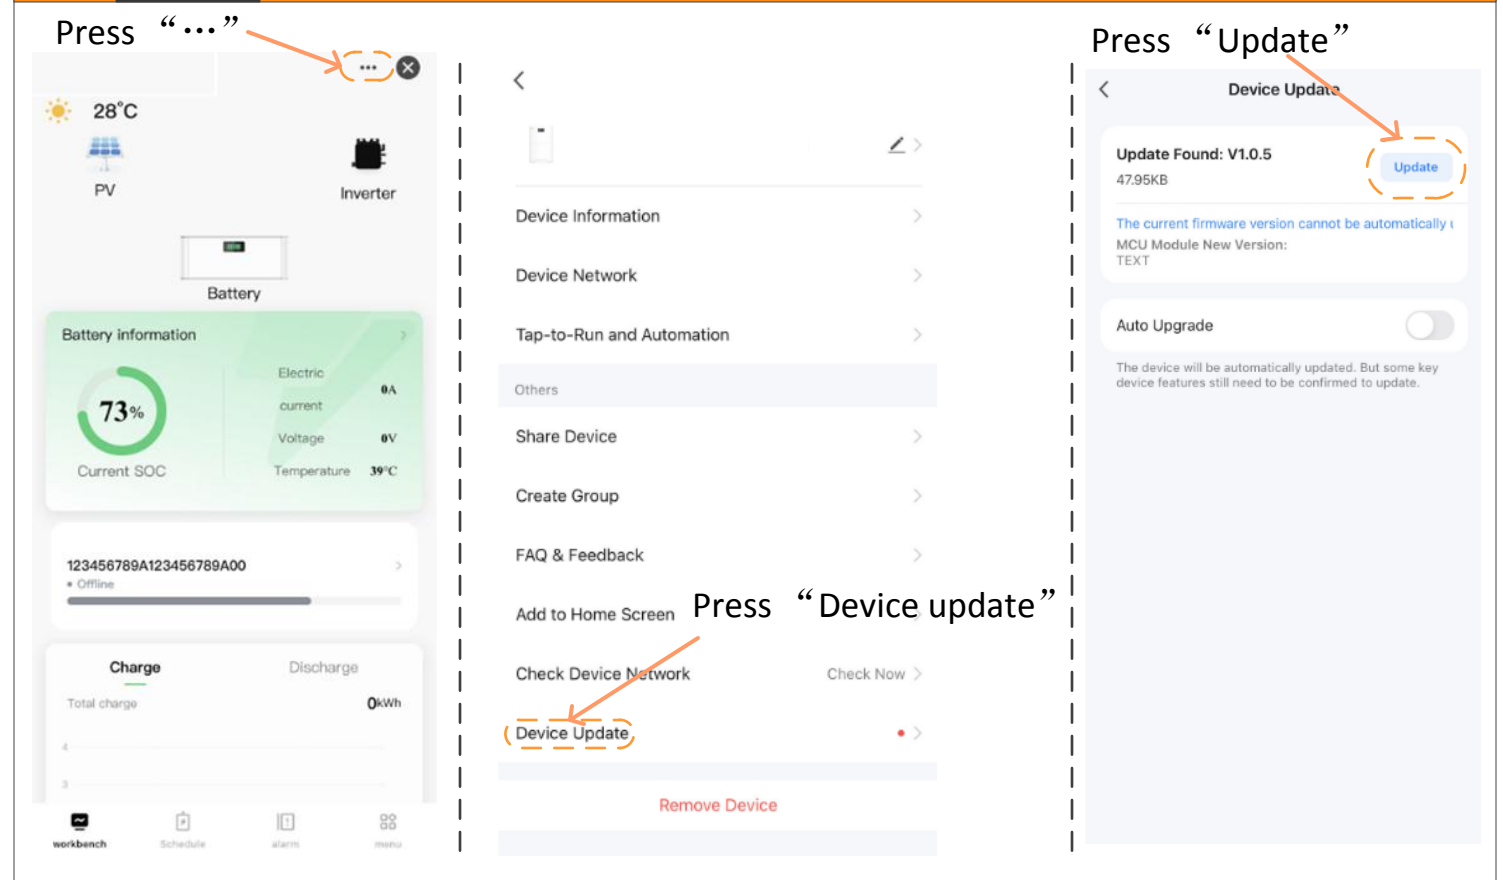 Press “…”
28°C
PV
Inverter
Battery
Battery information
73%
Current SOC
Electric
current
0A
Voltage
0V
Temperature
39°C
123456789A123456789A00
• Offline
Charge
Discharge
Total charge
0kWh
4
3
workbench
Schedule
alarm
menu
Device Information
Device Network
Tap-to-Run and Automation
Others
Share Device
Create Group
FAQ & Feedback
Add to Home Screen
Press “Device update”
Check Device Network
Check Now
Device Update
Remove Device
Press “Update”
Device Update
Update Found: V1.0.5
47.95KB
Update
The current firmware version cannot be automatically
MCU Module New Version:
TEXT
Auto Upgrade
The device will be automatically updated. But some key
device features still need to be confirmed to update.